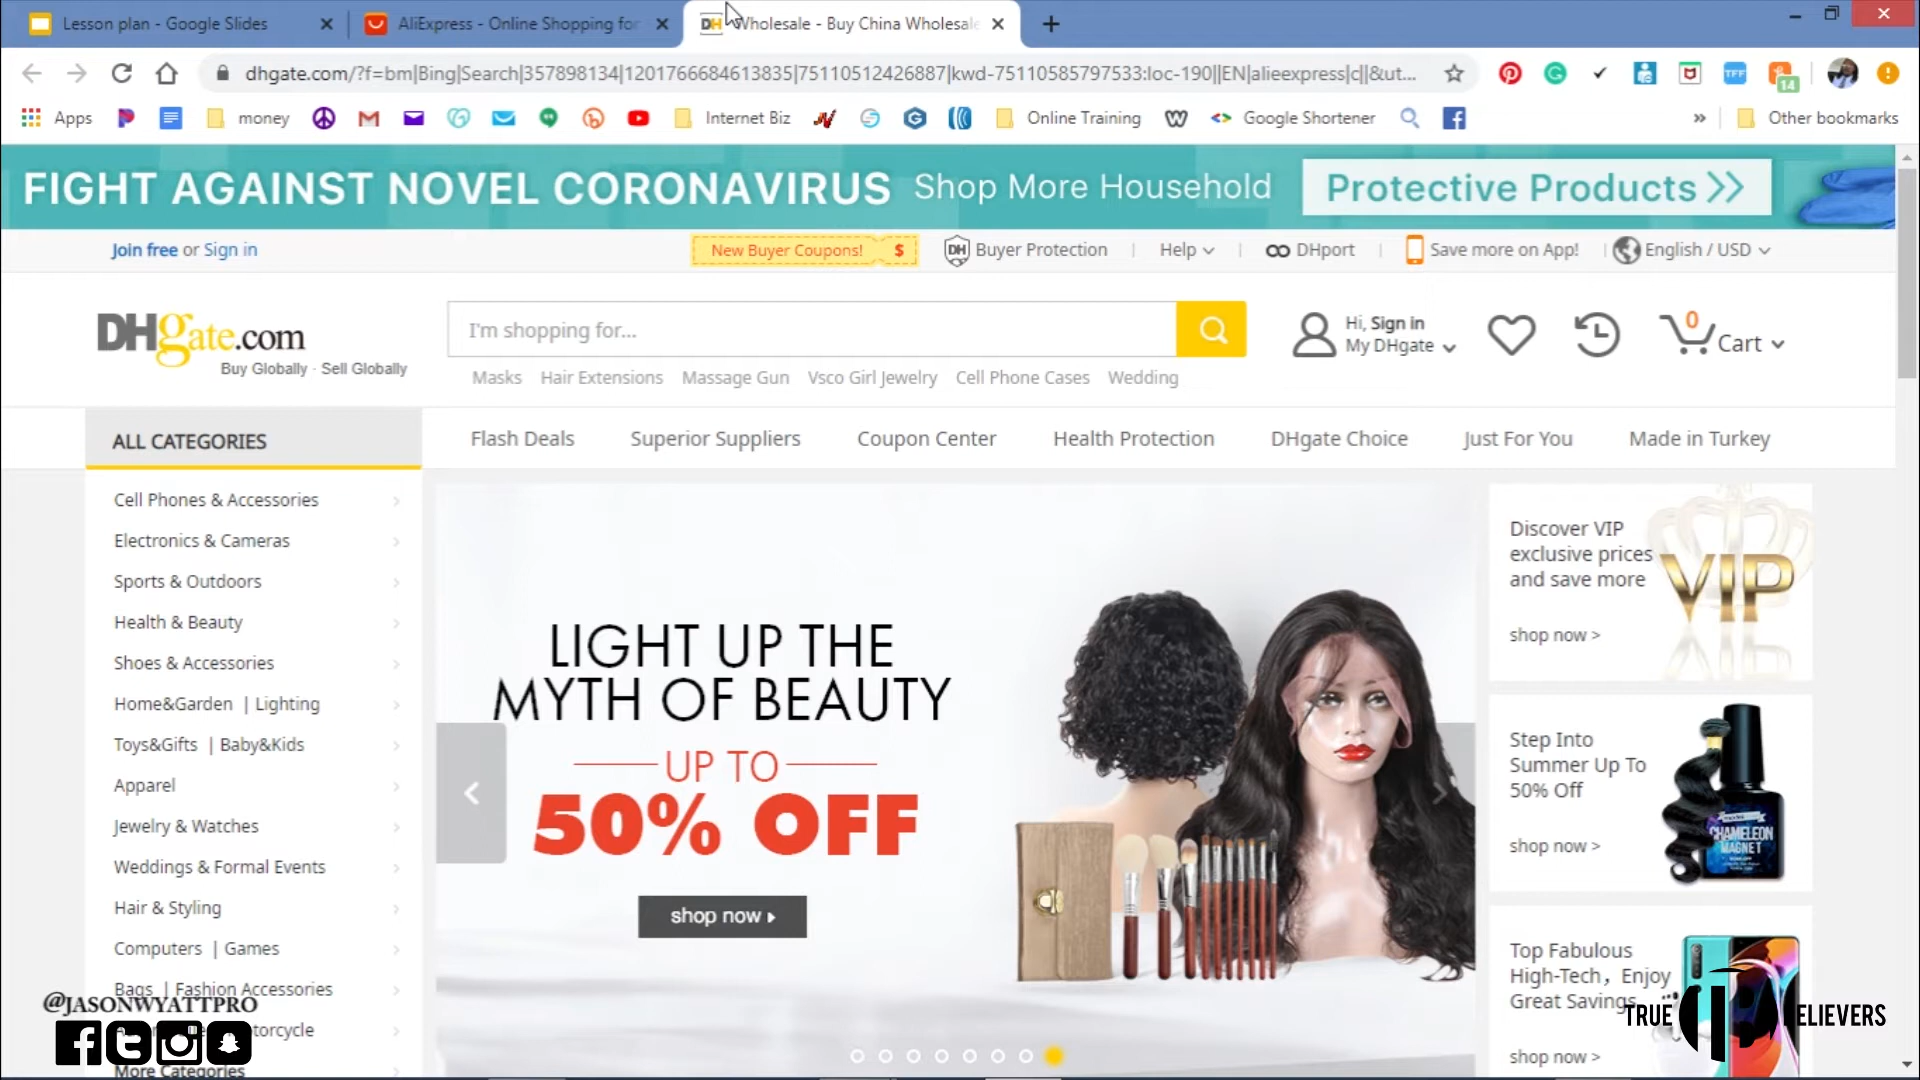 Lesson plan - Google Slides
AliExpress - Online Shopping for
DH Wholesale - Buy China Wholesale
dhgate.com/?f=bm|Bing|Search|357898134|1201766684613835|75110512426887|kwd-75110585797533:loc-190||EN|alieexpress|c||&ut...
TFF
14
Apps
money
Internet Biz
Online Training
Google Shortener
Other bookmarks
FIGHT AGAINST NOVEL CORONAVIRUS Shop More Household Protective Products >>
Join free or Sign in
New Buyer Coupons! $
DH Buyer Protection
Help
DHport
Save more on App!
English / USD
DHgate.com
Buy Globally · Sell Globally
I'm shopping for...
Hi, Sign in
My DHgate
0
Cart
Masks Hair Extensions Massage Gun Vsco Girl Jewelry Cell Phone Cases Wedding
ALL CATEGORIES
Flash Deals Superior Suppliers Coupon Center Health Protection DHgate Choice Just For You Made in Turkey
Cell Phones & Accessories
Electronics & Cameras
Sports & Outdoors
Health & Beauty
Shoes & Accessories
Home&Garden | Lighting
Toys&Gifts | Baby&Kids
Apparel
Jewelry & Watches
Weddings & Formal Events
Hair & Styling
Computers | Games
Bags | Fashion Accessories
torcycle
More Categories
@JASONWYATTPRO
LIGHT UP THE
MYTH OF BEAUTY
UP TO
50% OFF
shop now
Discover VIP
exclusive prices
and save more
shop now >
VIP
Step Into
Summer Up To
50% Off
shop now >
CHAMELEON
MAGNET
Top Fabulous
High-Tech, Enjoy
Great Savings
shop now >
TRUE BELIEVERS